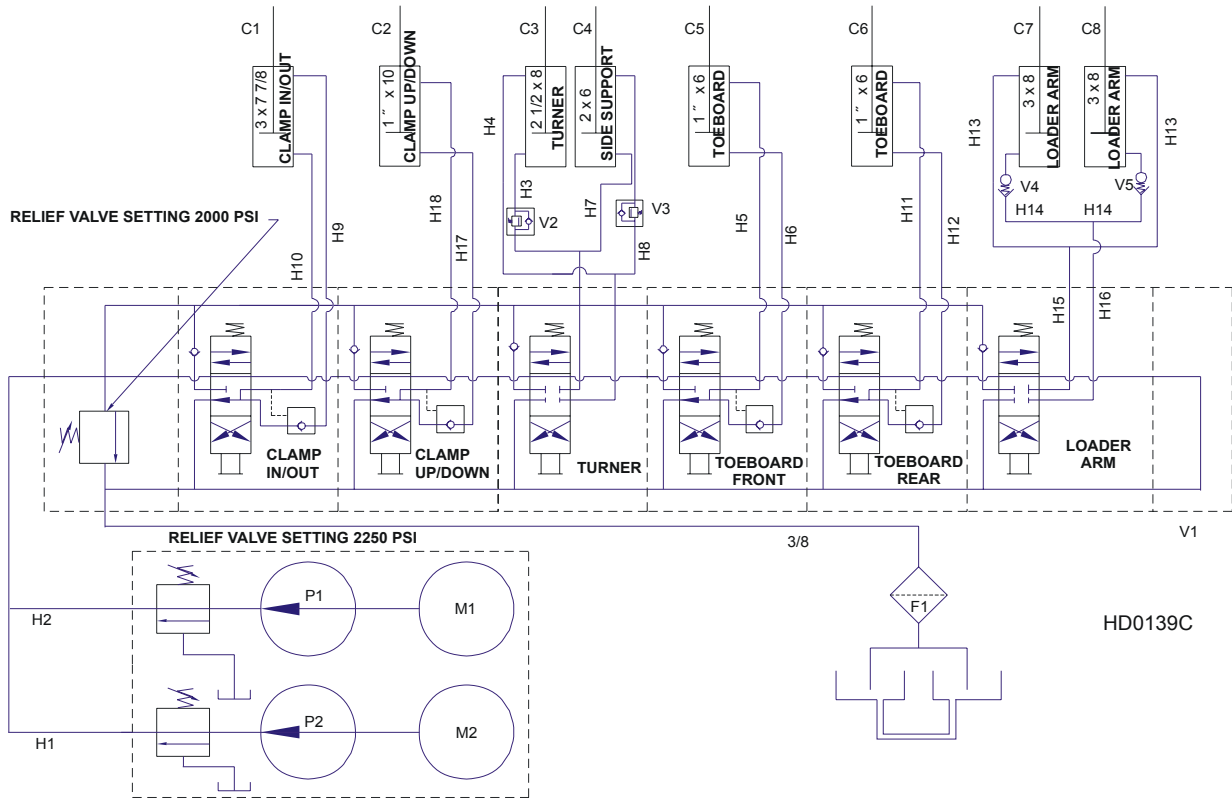 C1
C2
C3
C4
C5
C6
C7
C8
3 x 7 7/8
CLAMP IN/OUT
1 ″ x 10
CLAMP UP/DOWN
2 1/2 x 8
TURNER
2 x 6
SIDE SUPPORT
1 ″ x 6
TOEBOARD
1 ″ x 6
TOEBOARD
3 x 8
LOADER ARM
3 x 8
LOADER ARM
H4
H13
H13
H3
H7
V2
V3
V4
V5
H14
H14
RELIEF VALVE SETTING 2000 PSI
H9
H10
H18
H17
H8
H5
H6
H11
H12
H15
H16
CLAMP
IN/OUT
CLAMP
UP/DOWN
TURNER
TOEBOARD
FRONT
TOEBOARD
REAR
LOADER
ARM
V1
RELIEF VALVE SETTING 2250 PSI
3/8
P1
M1
H2
F1
HD0139C
P2
M2
H1